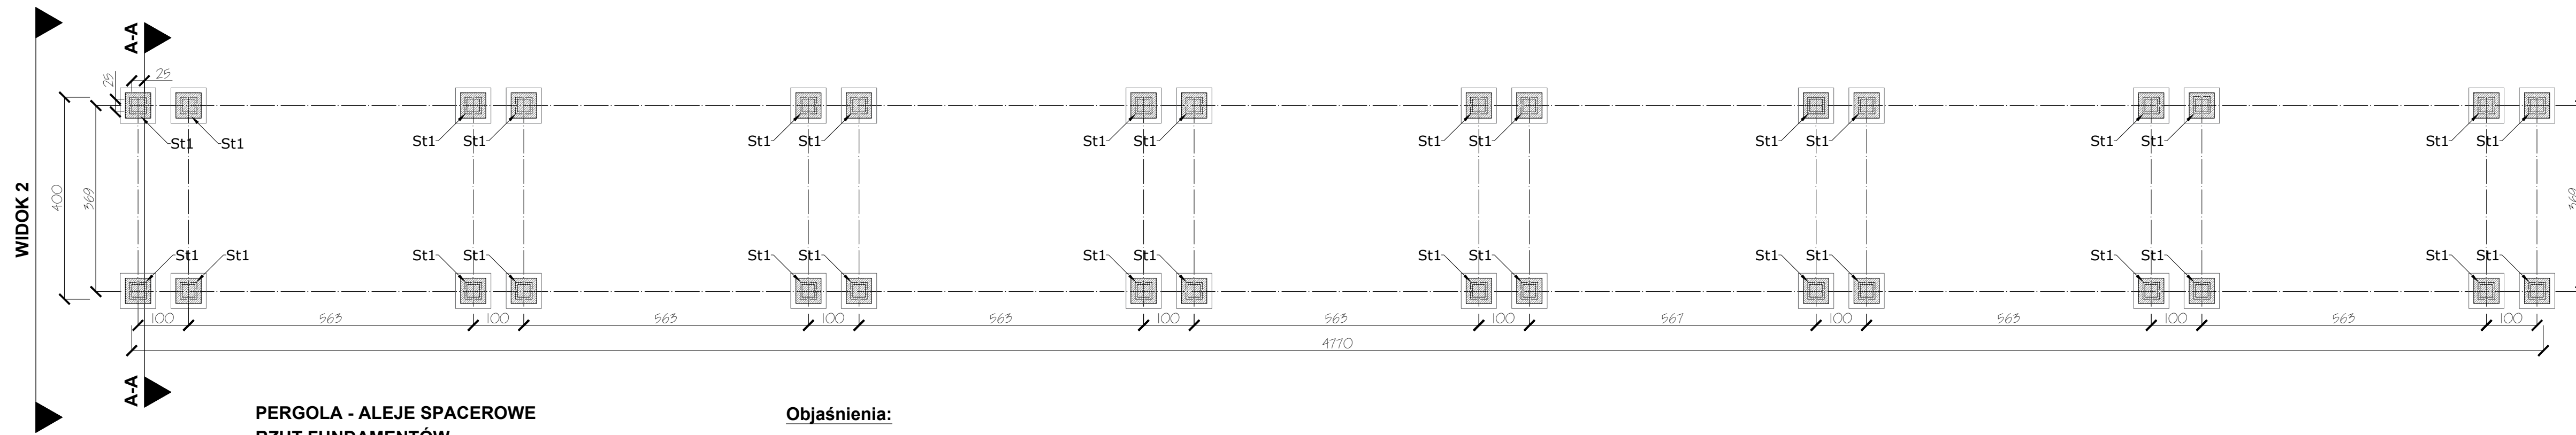 A-A
25
25
St1 St1 St1 St1 St1 St1 St1 St1 St1 St1 St1 St1 St1 St1 St1 St1
WIDOK 2
400
369
369
St1 St1 St1 St1 St1 St1 St1 St1 St1 St1 St1 St1 St1 St1 St1 St1
100 563 100 563 100 563 100 563 100 567 100 563 100 563 100
4770
A-A
PERGOLA - ALEJE SPACEROWE
RZUT FUNDAMENTÓW
Objaśnienia: